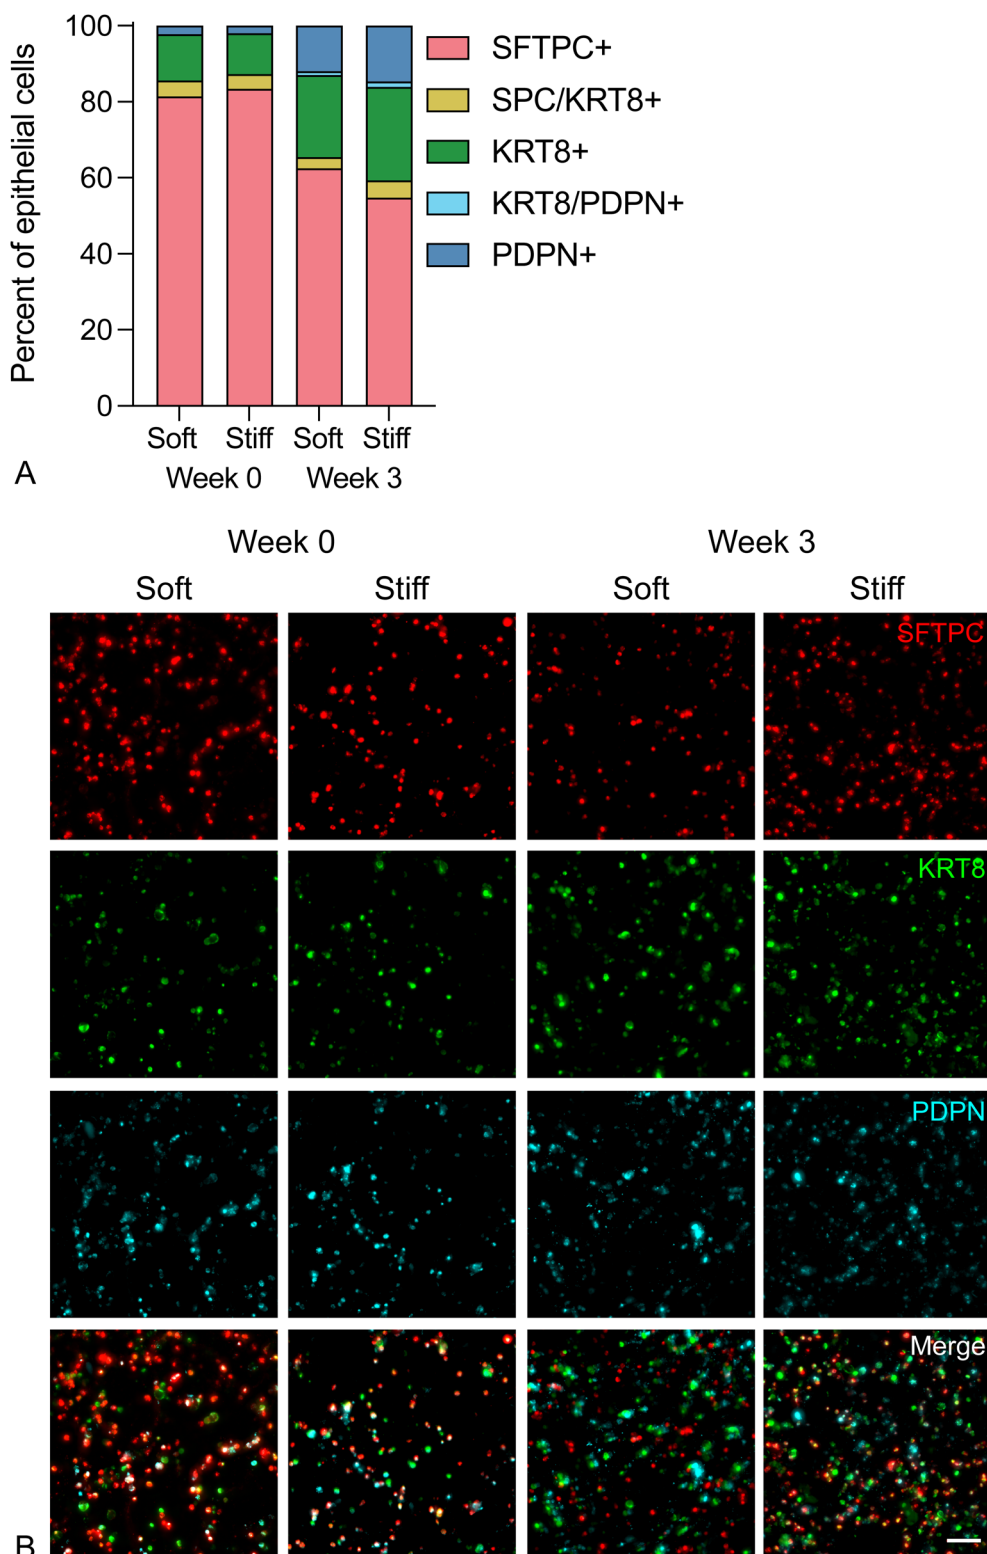 Percent of epithelial cells
100
80
60
40
20
0
SFTPC+
SPC/KRT8+
KRT8+
KRT8/PDPN+
PDPN+
Soft Stiff Soft Stiff
Week 0 Week 3
A
Week 0 Week 3
Soft Stiff Soft Stiff
SFTPC
KRT8
PDPN
Merge
B